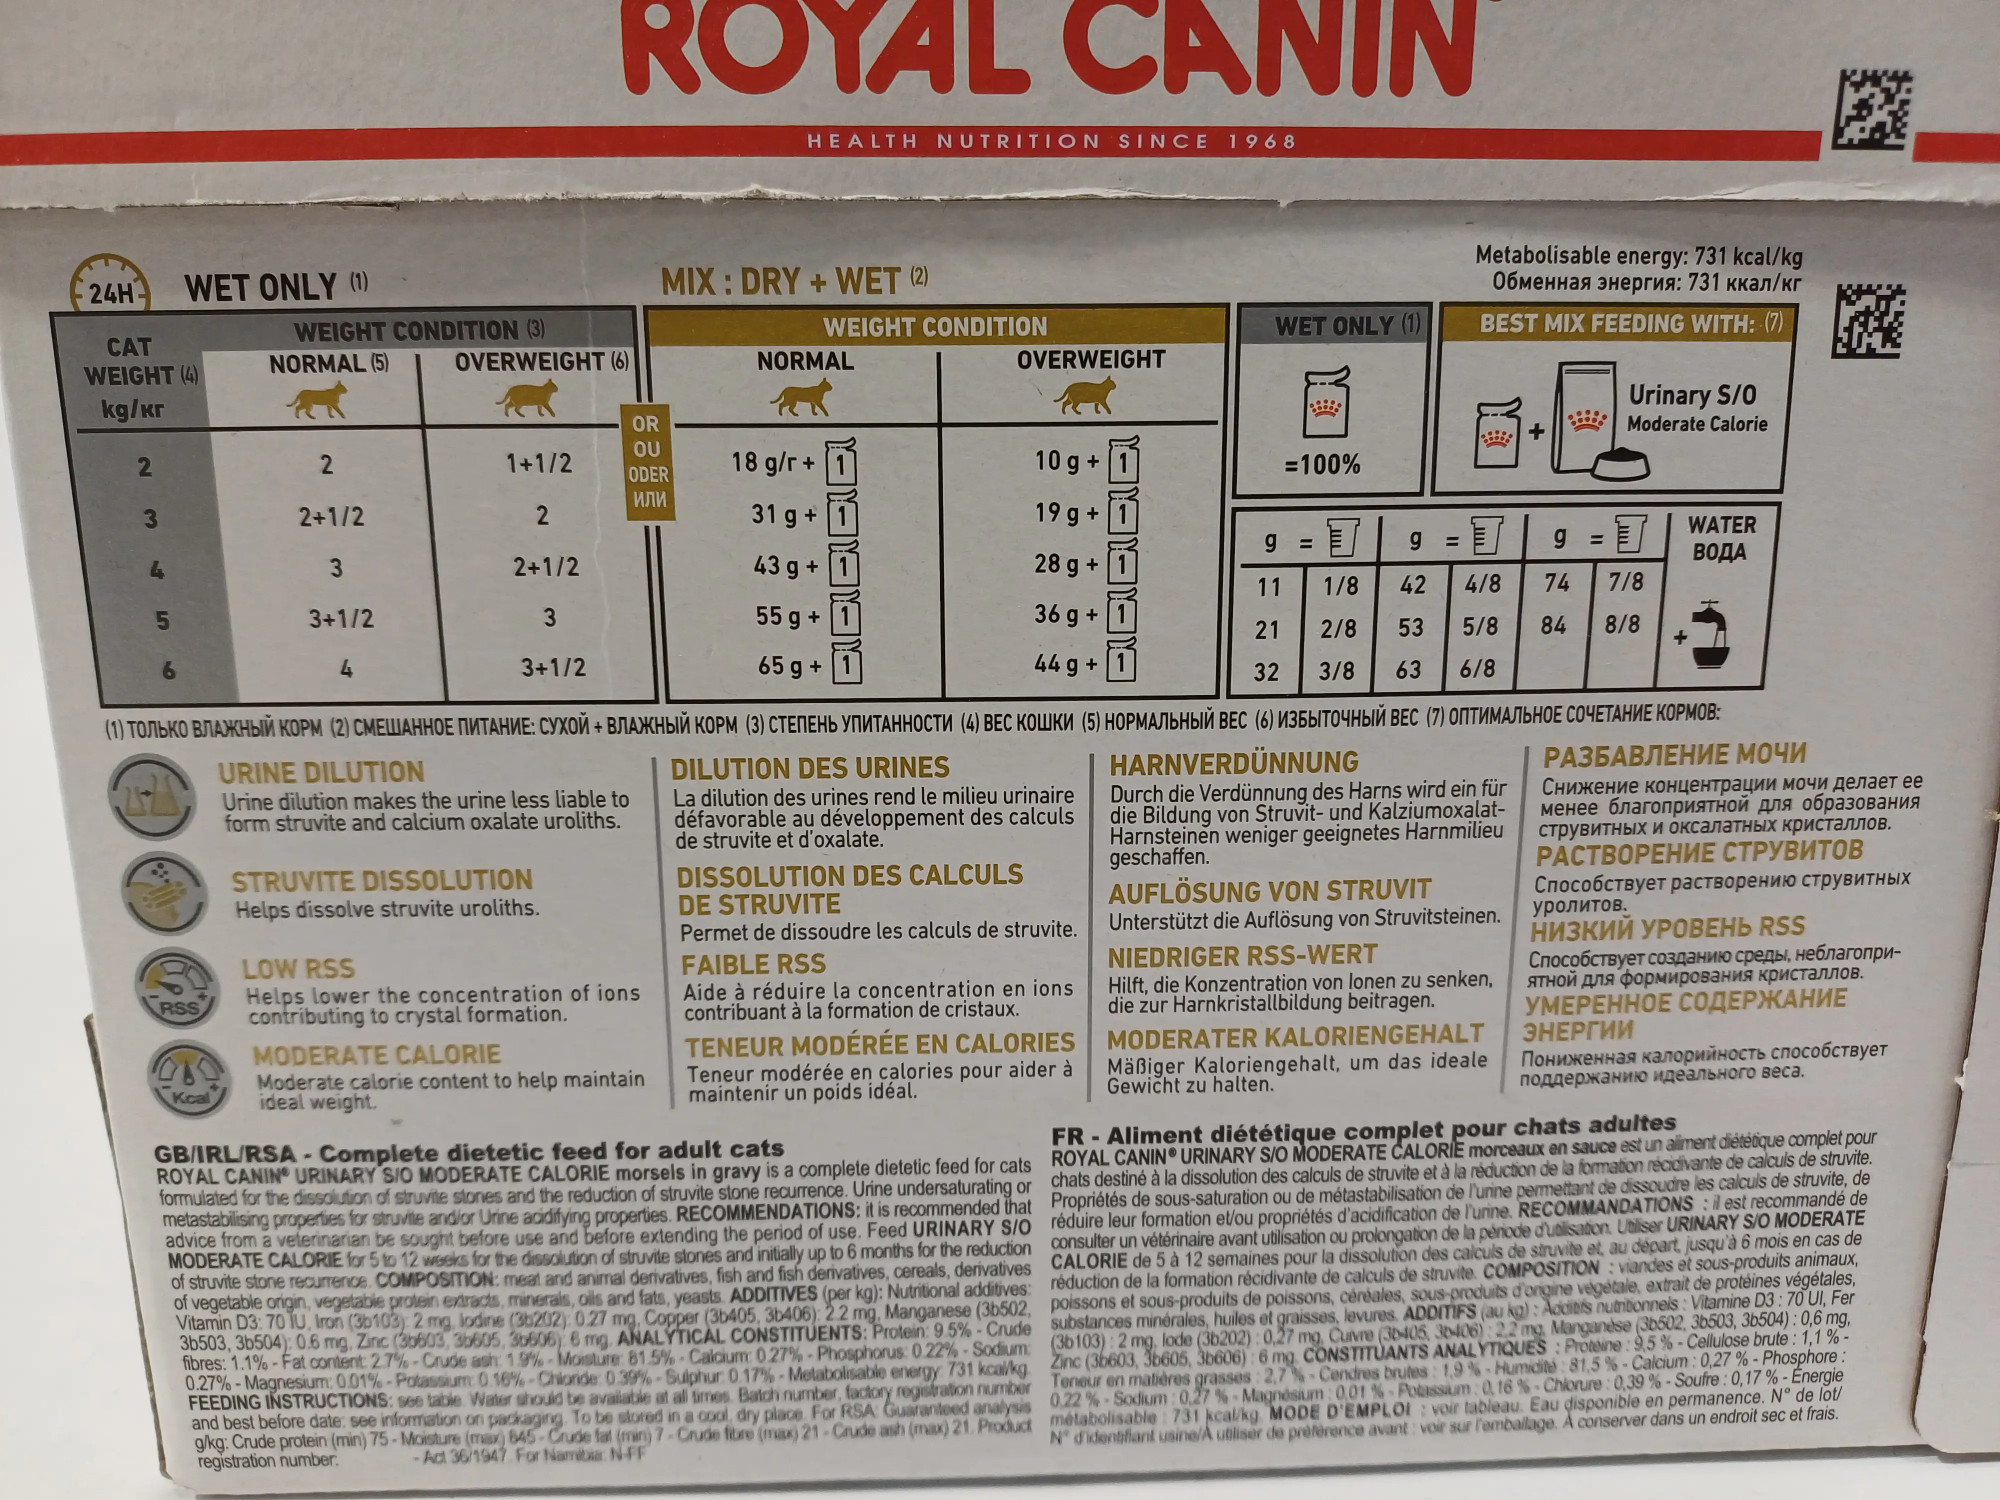 ROYAL CANIN
HEALTH NUTRITION SINCE 1968
24H
WET ONLY (1)
MIX : DRY + WET (2)
Metabolisable energy: 731 kcal/kg
Обменная энергия: 731 ккал/кг
CAT
WEIGHT (4)
kg/кг
WEIGHT CONDITION (3)
NORMAL (5) OVERWEIGHT (6)
WEIGHT CONDITION
NORMAL OVERWEIGHT
OR
OU
ODER
ИЛИ
2 2 1+1/2 18 g/г + 1 10 g + 1
3 2+1/2 2 31 g + 1 19 g + 1
4 3 2+1/2 43 g + 1 28 g + 1
5 3+1/2 3 55 g + 1 36 g + 1
6 4 3+1/2 65 g + 1 44 g + 1
WET ONLY (1)
=100%
BEST MIX FEEDING WITH: (7)
+
Urinary S/O
Moderate Calorie
g = g = g =
11 1/8 42 4/8 74 7/8
21 2/8 53 5/8 84 8/8
32 3/8 63 6/8
WATER
ВОДА
+
(1) ТОЛЬКО ВЛАЖНЫЙ КОРМ (2) СМЕШАННОЕ ПИТАНИЕ: СУХОЙ + ВЛАЖНЫЙ КОРМ (3) СТЕПЕНЬ УПИТАННОСТИ (4) ВЕС КОШКИ (5) НОРМАЛЬНЫЙ ВЕС (6) ИЗБЫТОЧНЫЙ ВЕС (7) ОПТИМАЛЬНОЕ СОЧЕТАНИЕ КОРМОВ:
URINE DILUTION
Urine dilution makes the urine less liable to
form struvite and calcium oxalate uroliths.
STRUVITE DISSOLUTION
Helps dissolve struvite uroliths.
RSS
LOW RSS
Helps lower the concentration of ions
contributing to crystal formation.
Kcal
MODERATE CALORIE
Moderate calorie content to help maintain
ideal weight.
DILUTION DES URINES
La dilution des urines rend le milieu urinaire
défavorable au développement des calculs
de struvite et d'oxalate.
DISSOLUTION DES CALCULS
DE STRUVITE
Permet de dissoudre les calculs de struvite.
FAIBLE RSS
Aide à réduire la concentration en ions
contribuant à la formation de cristaux.
TENEUR MODÉRÉE EN CALORIES
Teneur modérée en calories pour aider à
maintenir un poids idéal.
HARNVERDÜNNUNG
Durch die Verdünnung des Harns wird ein für
die Bildung von Struvit- und Kalziumoxalat-
Harnsteinen weniger geeignetes Harnmilieu
geschaffen.
AUFLÖSUNG VON STRUVIT
Unterstützt die Auflösung von Struvitsteinen.
NIEDRIGER RSS-WERT
Hilft, die Konzentration von Ionen zu senken,
die zur Harnkristallbildung beitragen.
MODERATER KALORIENGEHALT
Mäßiger Kaloriengehalt, um das ideale
Gewicht zu halten.
РАЗБАВЛЕНИЕ МОЧИ
Снижение концентрации мочи делает ее
менее благоприятной для образования
струвитных и оксалатных кристаллов.
РАСТВОРЕНИЕ СТРУВИТОВ
Способствует растворению струвитных
уролитов.
НИЗКИЙ УРОВЕНЬ RSS
Способствует созданию среды, неблагопри-
ятной для формирования кристаллов.
УМЕРЕННОЕ СОДЕРЖАНИЕ
ЭНЕРГИИ
Пониженная калорийность способствует
поддержанию идеального веса.
GB/IRL/RSA - Complete dietetic feed for adult cats
ROYAL CANIN® URINARY S/O MODERATE CALORIE morsels in gravy is a complete dietetic feed for cats
formulated for the dissolution of struvite stones and the reduction of struvite stone recurrence. Urine undersaturating or
metastabilising properties for struvite and/or Urine acidifying properties. RECOMMENDATIONS: it is recommended that
advice from a veterinarian be sought before use and before extending the period of use. Feed URINARY S/O
MODERATE CALORIE for 5 to 12 weeks for the dissolution of struvite stones and initially up to 6 months for the reduction
of struvite stone recurrence. COMPOSITION: meat and animal derivatives, fish and fish derivatives, cereals, derivatives
of vegetable origin, vegetable protein extracts, minerals, oils and fats, yeasts. ADDITIVES (per kg): Nutritional additives:
Vitamin D3: 70 IU, Iron (3b103): 2 mg, Iodine (3b202): 0.27 mg, Copper (3b405, 3b406): 2.2 mg, Manganese (3b502,
3b503, 3b504): 0.6 mg, Zinc (3b603, 3b605, 3b606): 6 mg. ANALYTICAL CONSTITUENTS: Protein: 9.5% - Crude
fibres: 1.1% - Fat content: 2.7% - Crude ash: 1.9% - Moisture: 81.5% - Calcium: 0.27% - Phosphorus: 0.22% - Sodium:
0.27% - Magnesium: 0.01% - Potassium: 0.16% - Chloride: 0.39% - Sulphur: 0.17% - Metabolisable energy: 731 kcal/kg.
FEEDING INSTRUCTIONS: see table. Water should be available at all times. Batch number, factory registration number
and best before date: see information on packaging. To be stored in a cool, dry place. For RSA: Guaranteed analysis
g/kg: Crude protein (min) 75 - Moisture (max) 845 - Crude fat (min) 7 - Crude fibre (max) 21 - Crude ash (max) 21. Product
registration number: - Act 36/1947. For Namibia: N-FF
FR - Aliment diététique complet pour chats adultes
ROYAL CANIN® URINARY S/O MODERATE CALORIE morceaux en sauce est un aliment diététique complet pour
chats destiné à la dissolution des calculs de struvite et à la réduction de la formation récidivante de calculs de struvite.
Propriétés de sous-saturation ou de métastabilisation de l'urine permettant de dissoudre les calculs de struvite, de
réduire leur formation et/ou propriétés d'acidification de l'urine. RECOMMANDATIONS : il est recommandé de
consulter un vétérinaire avant utilisation ou prolongation de la période d'utilisation. Utiliser URINARY S/O MODERATE
CALORIE de 5 à 12 semaines pour la dissolution des calculs de struvite et, au départ, jusqu'à 6 mois en cas de
réduction de la formation récidivante de calculs de struvite. COMPOSITION : viandes et sous-produits animaux,
poissons et sous-produits de poissons, céréales, sous-produits d'origine végétale, extrait de protéines végétales,
substances minérales, huiles et graisses, levures. ADDITIFS (au kg) : Additifs nutritionnels : Vitamine D3 : 70 UI, Fer
(3b103) : 2 mg, Iode (3b202) : 0,27 mg, Cuivre (3b405, 3b406) : 2,2 mg, Manganèse (3b502, 3b503, 3b504) : 0,6 mg,
Zinc (3b603, 3b605, 3b606) : 6 mg. CONSTITUANTS ANALYTIQUES : Protéine : 9,5 % - Cellulose brute : 1,1 % -
Teneur en matières grasses : 2,7 % - Cendres brutes : 1,9 % - Humidité : 81,5 % - Calcium : 0,27 % - Phosphore :
0,22 % - Sodium : 0,27 % - Magnésium : 0,01 % - Potassium : 0,16 % - Chlorure : 0,39 % - Soufre : 0,17 % - Énergie
métabolisable : 731 kcal/kg. MODE D'EMPLOI : voir tableau. Eau disponible en permanence. N° de lot/
N° d'identifiant usine/À utiliser de préférence avant : voir sur l'emballage. À conserver dans un endroit sec et frais.